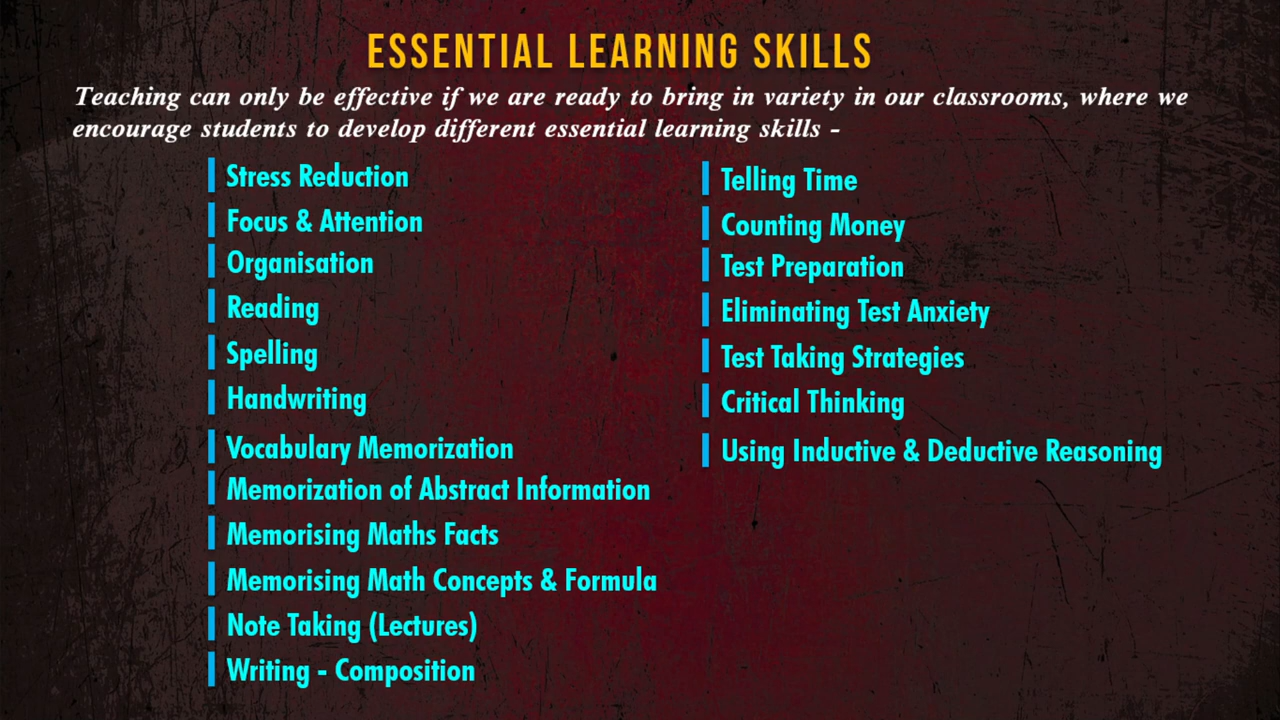 ESSENTIAL LEARNING SKILLS
Teaching can only be effective if we are ready to bring in variety in our classrooms, where we
encourage students to develop different essential learning skills -
Stress Reduction
Focus & Attention
Organisation
Reading
Spelling
Handwriting
Vocabulary Memorization
Memorization of Abstract Information
Memorising Maths Facts
Memorising Math Concepts & Formula
Note Taking (Lectures)
Writing - Composition
Telling Time
Counting Money
Test Preparation
Eliminating Test Anxiety
Test Taking Strategies
Critical Thinking
Using Inductive & Deductive Reasoning